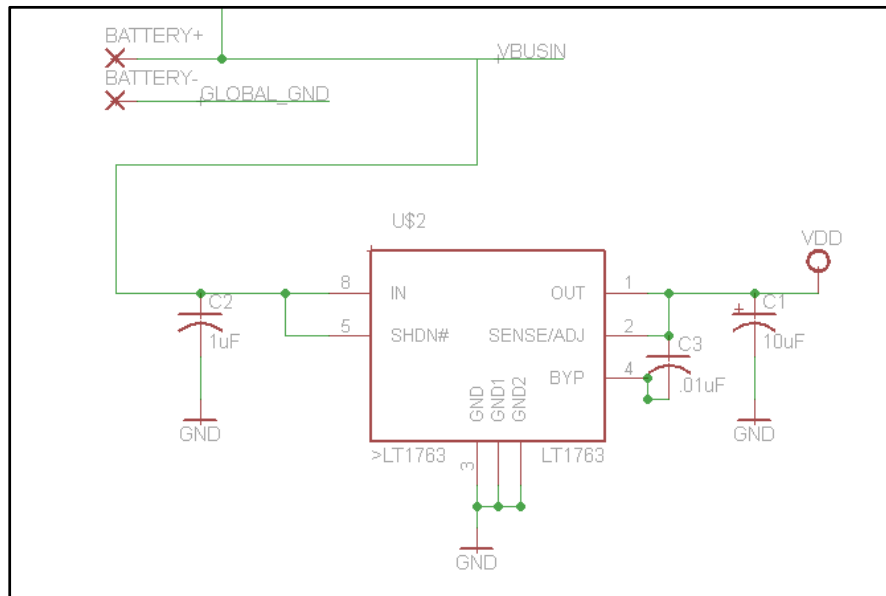 BATTERY+
VBUSIN
BATTERY-
GLOBAL_GND
U$2
VDD
8 IN OUT 1
C2
C1
1uF
5 SHDN# SENSE/ADJ 2
10uF
C3
BYP 4
.01uF
GND GND1 GND2
3
>LT1763 LT1763
GND
GND
GND